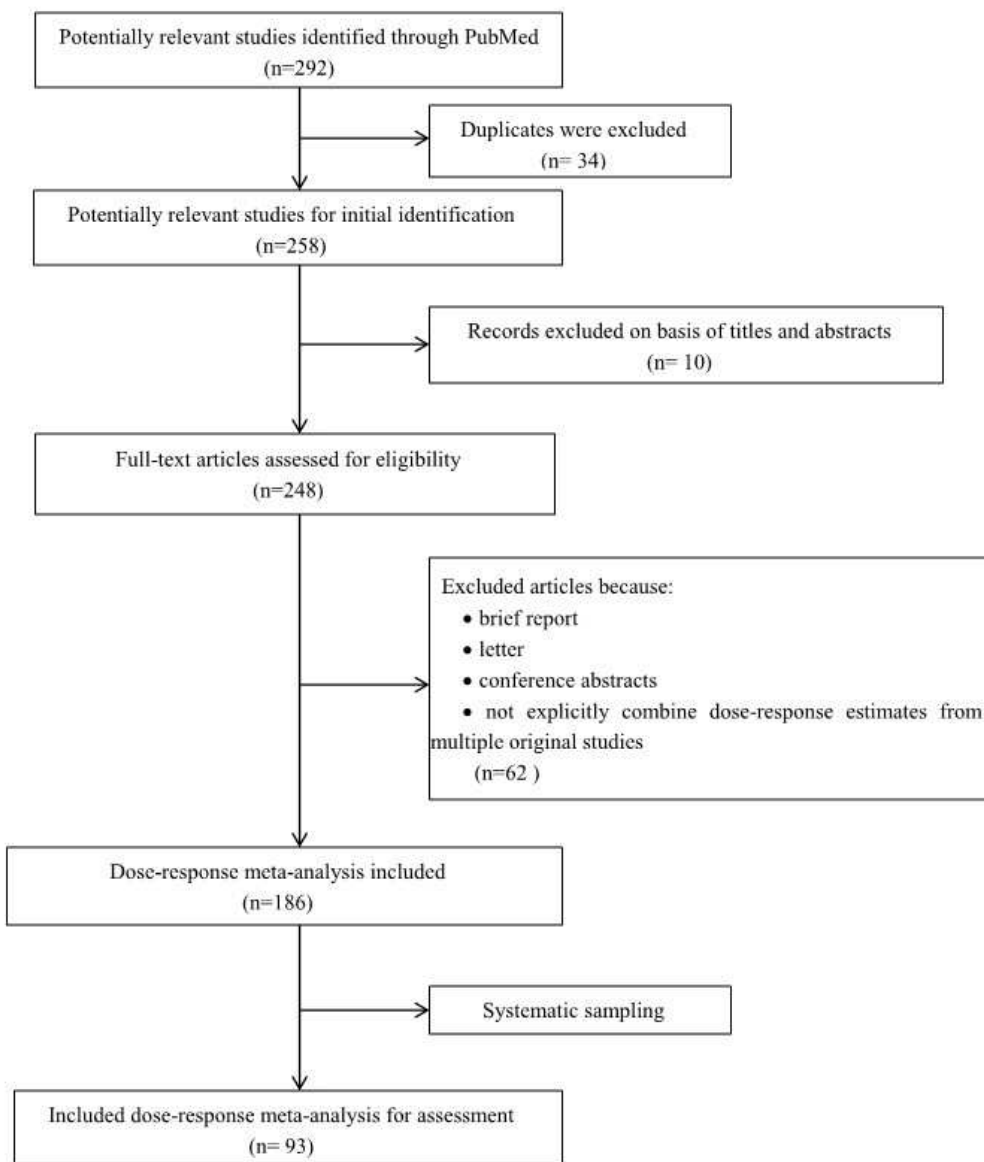 Potentially relevant studies identified through PubMed
(n=292)
Duplicates were excluded
(n= 34)
Potentially relevant studies for initial identification
(n=258)
Records excluded on basis of titles and abstracts
(n= 10)
Full-text articles assessed for eligibility
(n=248)
Excluded articles because:
• brief report
• letter
• conference abstracts
• not explicitly combine dose-response estimates from
multiple original studies
(n=62 )
Dose-response meta-analysis included
(n=186)
Systematic sampling
Included dose-response meta-analysis for assessment
(n= 93)